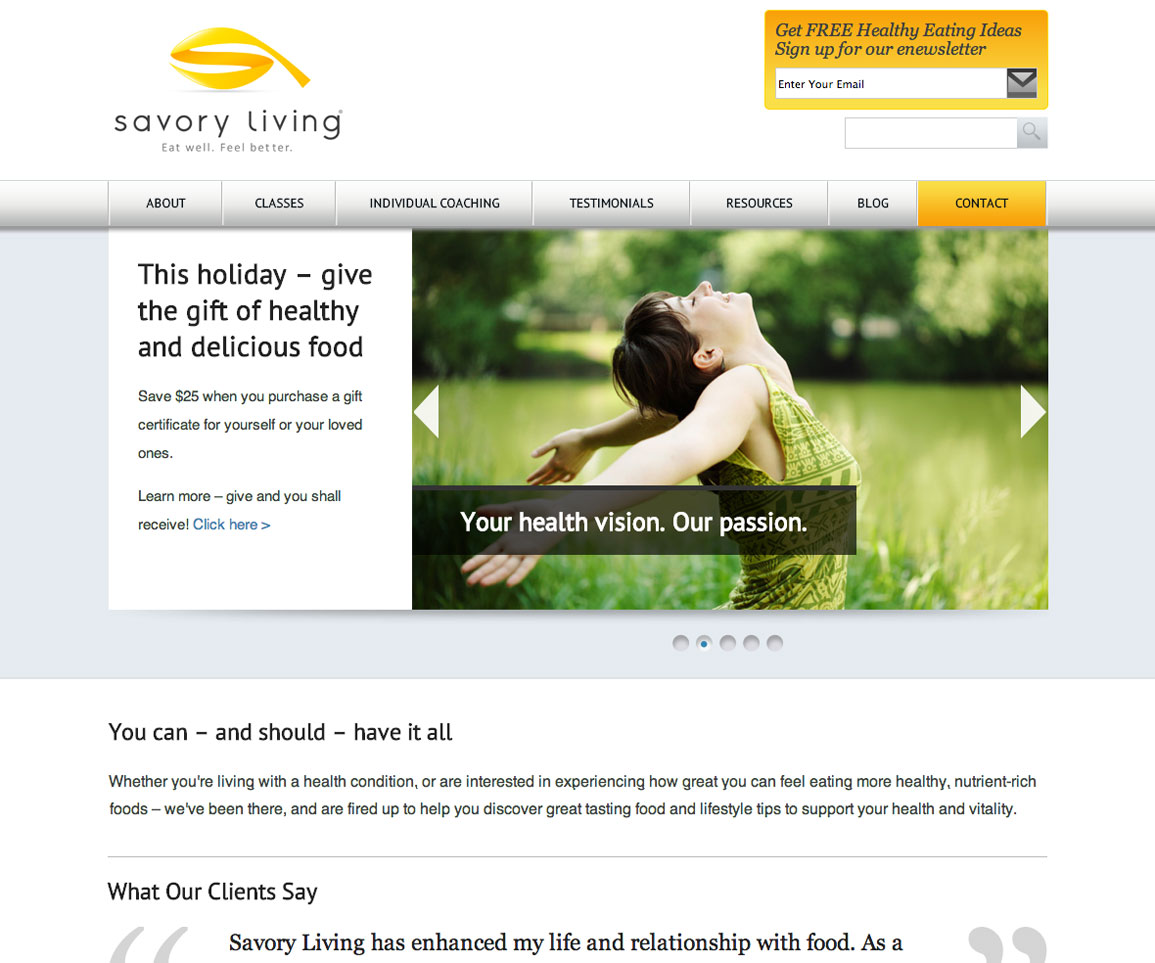 savory living®
Eat well. Feel better.
Get FREE Healthy Eating Ideas
Sign up for our enewsletter
Enter Your Email
ABOUT
CLASSES
INDIVIDUAL COACHING
TESTIMONIALS
RESOURCES
BLOG
CONTACT
This holiday – give
the gift of healthy
and delicious food
Save $25 when you purchase a gift
certificate for yourself or your loved
ones.
Learn more – give and you shall
receive! Click here >
Your health vision. Our passion.
You can – and should – have it all
Whether you're living with a health condition, or are interested in experiencing how great you can feel eating more healthy, nutrient-rich
foods – we've been there, and are fired up to help you discover great tasting food and lifestyle tips to support your health and vitality.
What Our Clients Say
“ Savory Living has enhanced my life and relationship with food. As a ”